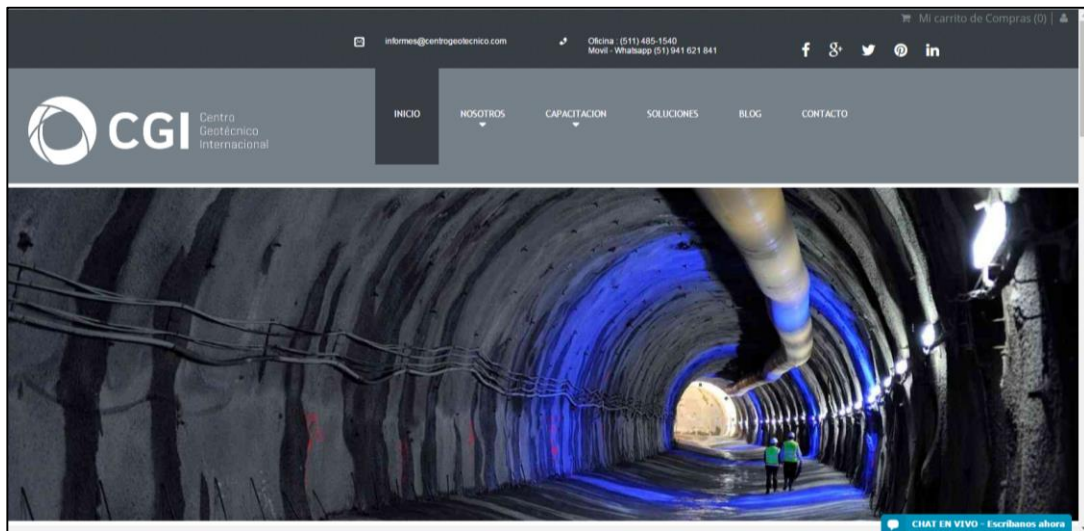 Mi carrito de Compras (0) |
informes@centrogeotecnico.com
Oficina : (511) 485-1540
Movil - Whatsapp (51) 941 621 841
CGI
Centro
Geotécnico
Internacional
INICIO
NOSOTROS
CAPACITACION
SOLUCIONES
BLOG
CONTACTO
CHAT EN VIVO - Escríbanos ahora